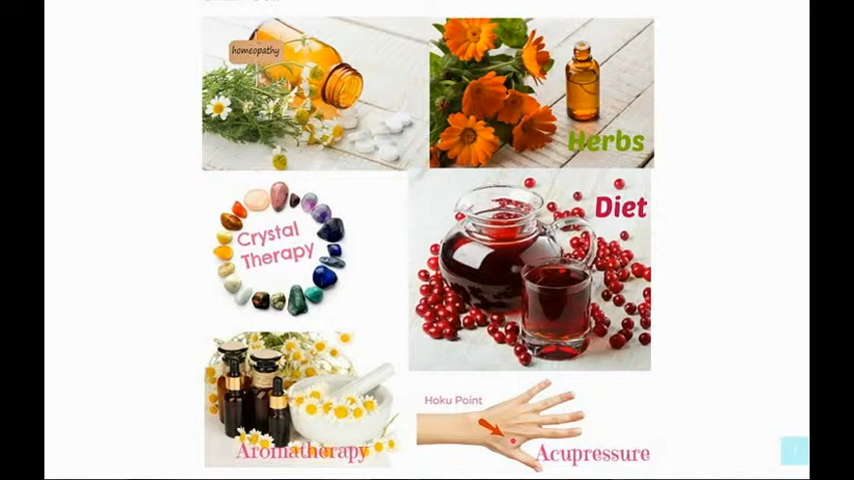 homeopathy
Herbs
Crystal
Therapy
Diet
Aromatherapy
Hoku Point
Acupressure